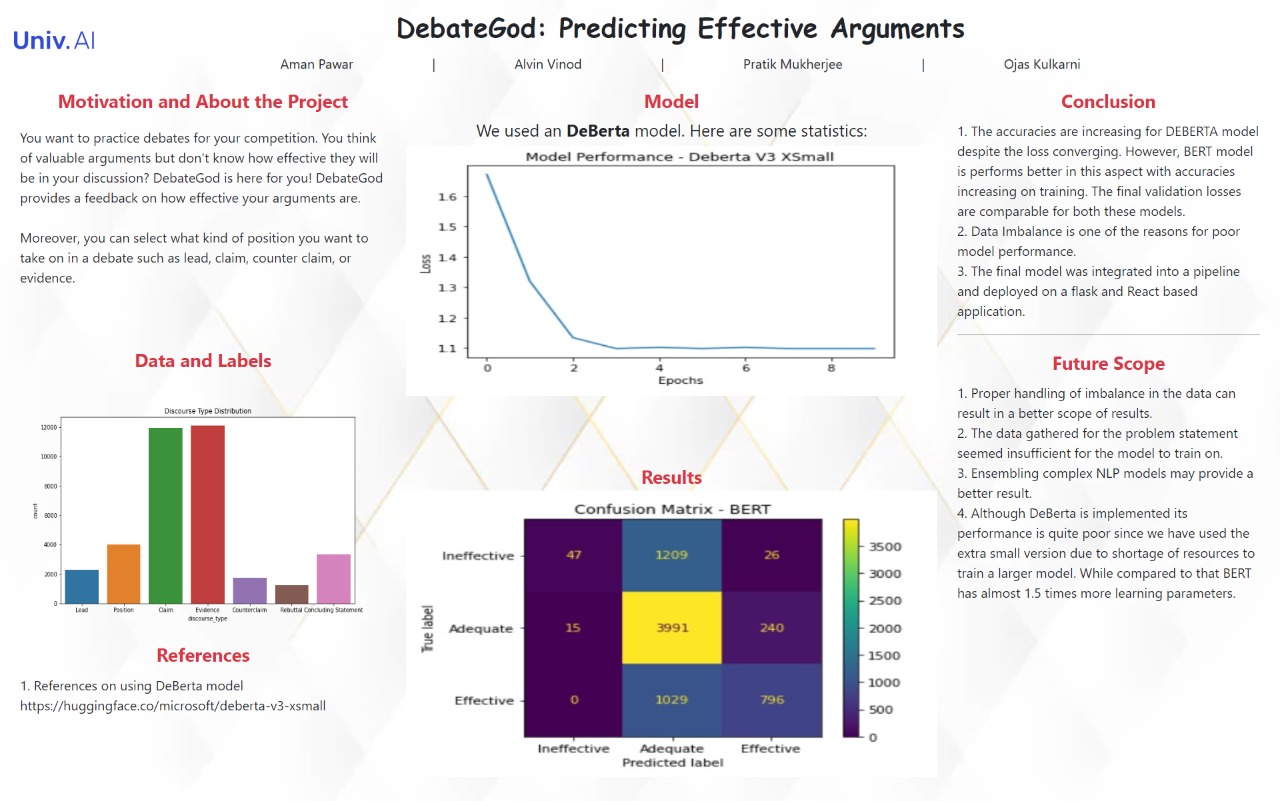 Univ.AI
DebateGod: Predicting Effective Arguments
Aman Pawar | Alvin Vinod | Pratik Mukherjee | Ojas Kulkarni
Motivation and About the Project
You want to practice debates for your competition. You think
of valuable arguments but don't know how effective they will
be in your discussion? DebateGod is here for you! DebateGod
provides a feedback on how effective your arguments are.
Moreover, you can select what kind of position you want to
take on in a debate such as lead, claim, counter claim, or
evidence.
Data and Labels
Discourse Type Distribution
12000
10000
8000
6000
4000
2000
0
count
Lead Position Claim Evidence Counterclaim Rebuttal Concluding Statement
discourse_type
References
1. References on using DeBerta model
https://huggingface.co/microsoft/deberta-v3-xsmall
Model
We used an DeBerta model. Here are some statistics:
Model Performance - Deberta V3 XSmall
1.6
1.5
1.4
1.3
1.2
1.1
Loss
0 2 4 6 8
Epochs
Results
Confusion Matrix - BERT
Ineffective 47 1209 26
Adequate 15 3991 240
Effective 0 1029 796
True label
Ineffective Adequate Effective
Predicted label
3500
3000
2500
2000
1500
1000
500
0
Conclusion
1. The accuracies are increasing for DEBERTA model
despite the loss converging. However, BERT model
is performs better in this aspect with accuracies
increasing on training. The final validation losses
are comparable for both these models.
2. Data Imbalance is one of the reasons for poor
model performance.
3. The final model was integrated into a pipeline
and deployed on a flask and React based
application.
Future Scope
1. Proper handling of imbalance in the data can
result in a better scope of results.
2. The data gathered for the problem statement
seemed insufficient for the model to train on.
3. Ensembling complex NLP models may provide a
better result.
4. Although DeBerta is implemented its
performance is quite poor since we have used the
extra small version due to shortage of resources to
train a larger model. While compared to that BERT
has almost 1.5 times more learning parameters.